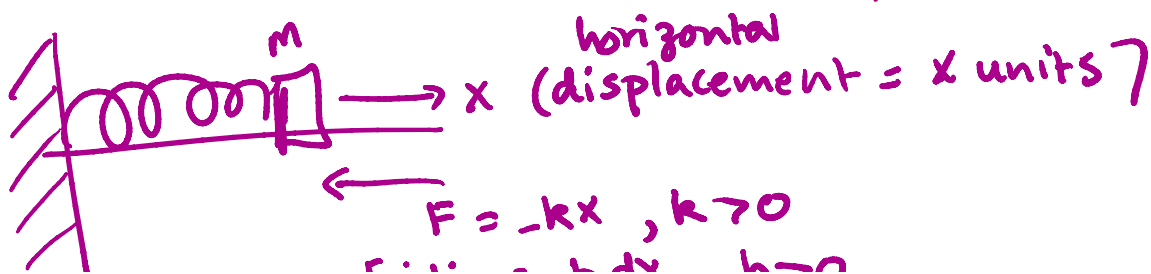 M
horizontal
→ x (displacement = x units)
F = -kx , k > 0